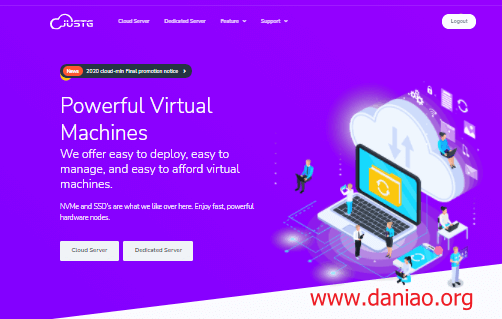 JUSTG
Cloud Server Dedicated Server Feature Support Logout
News 2020 cloud-min Final promotion notice
Powerful Virtual
Machines
We offer easy to deploy, easy to
manage, and easy to afford virtual
machines.
NVMe and SSD's are what we like over here. Enjoy fast, powerful
hardware nodes.
Cloud Server Dedicated Server
www.daniao.org